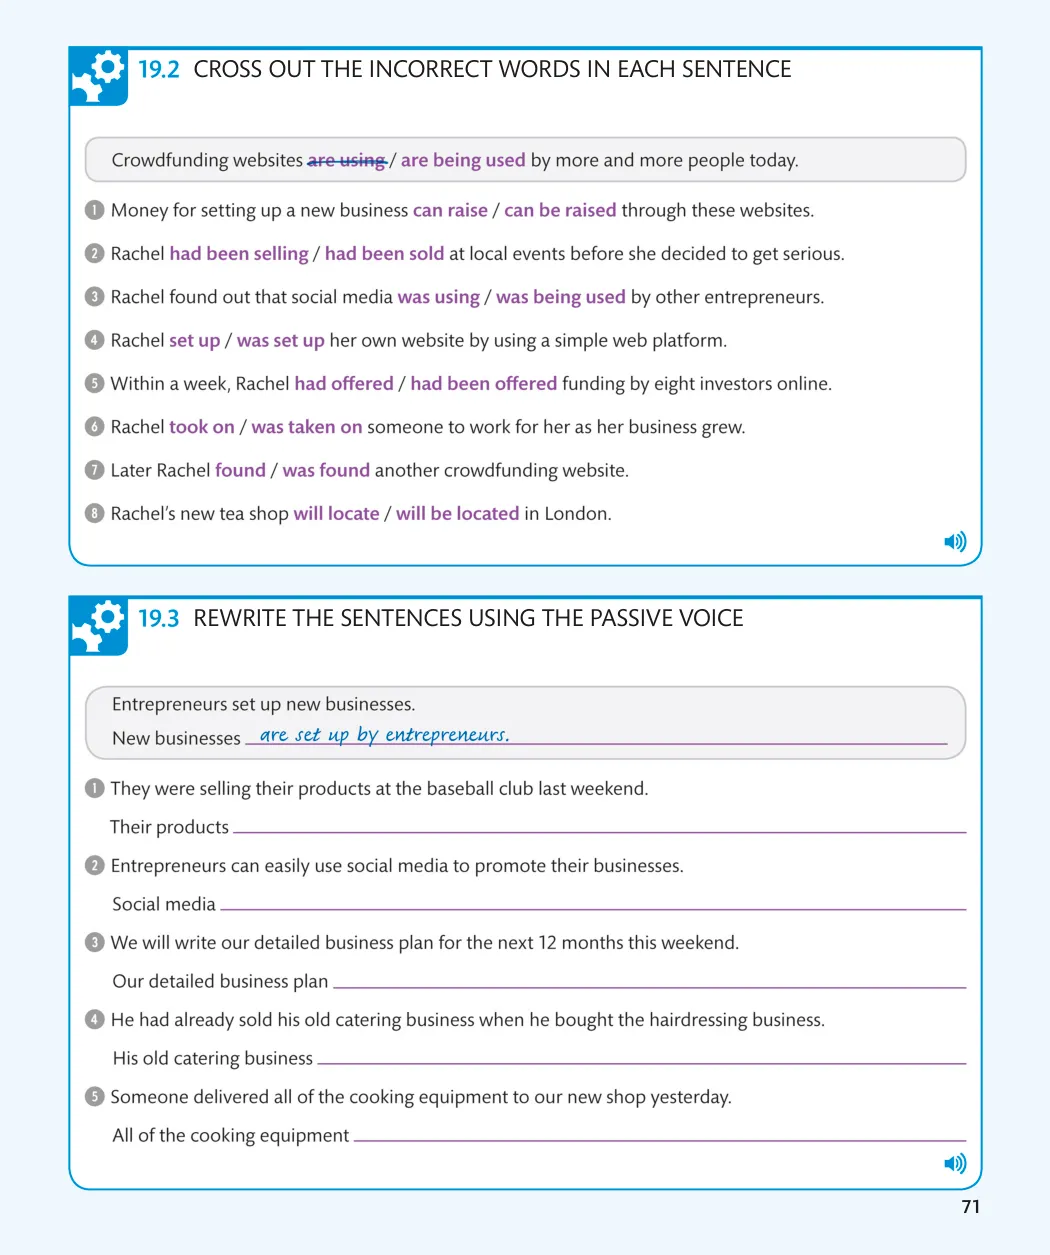 19.2 CROSS OUT THE INCORRECT WORDS IN EACH SENTENCE
Crowdfunding websites are using / are being used by more and more people today.
1 Money for setting up a new business can raise / can be raised through these websites.
2 Rachel had been selling / had been sold at local events before she decided to get serious.
3 Rachel found out that social media was using / was being used by other entrepreneurs.
4 Rachel set up / was set up her own website by using a simple web platform.
5 Within a week, Rachel had offered / had been offered funding by eight investors online.
6 Rachel took on / was taken on someone to work for her as her business grew.
7 Later Rachel found / was found another crowdfunding website.
8 Rachel’s new tea shop will locate / will be located in London.
19.3 REWRITE THE SENTENCES USING THE PASSIVE VOICE
Entrepreneurs set up new businesses.
New businesses are set up by entrepreneurs.
1 They were selling their products at the baseball club last weekend.
Their products
2 Entrepreneurs can easily use social media to promote their businesses.
Social media
3 We will write our detailed business plan for the next 12 months this weekend.
Our detailed business plan
4 He had already sold his old catering business when he bought the hairdressing business.
His old catering business
5 Someone delivered all of the cooking equipment to our new shop yesterday.
All of the cooking equipment
71